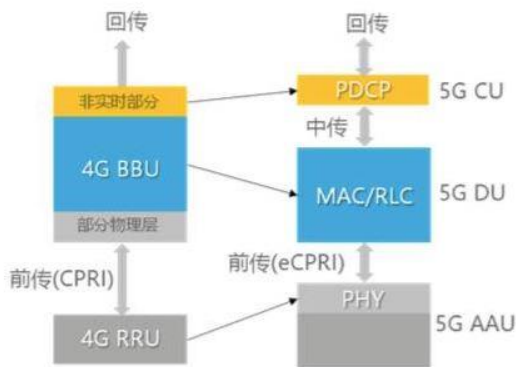 回传
非实时部分
4G BBU
部分物理层
前传(CPRI)
4G RRU
回传
PDCP
5G CU
中传
MAC/RLC
5G DU
前传(eCPRI)
PHY
5G AAU